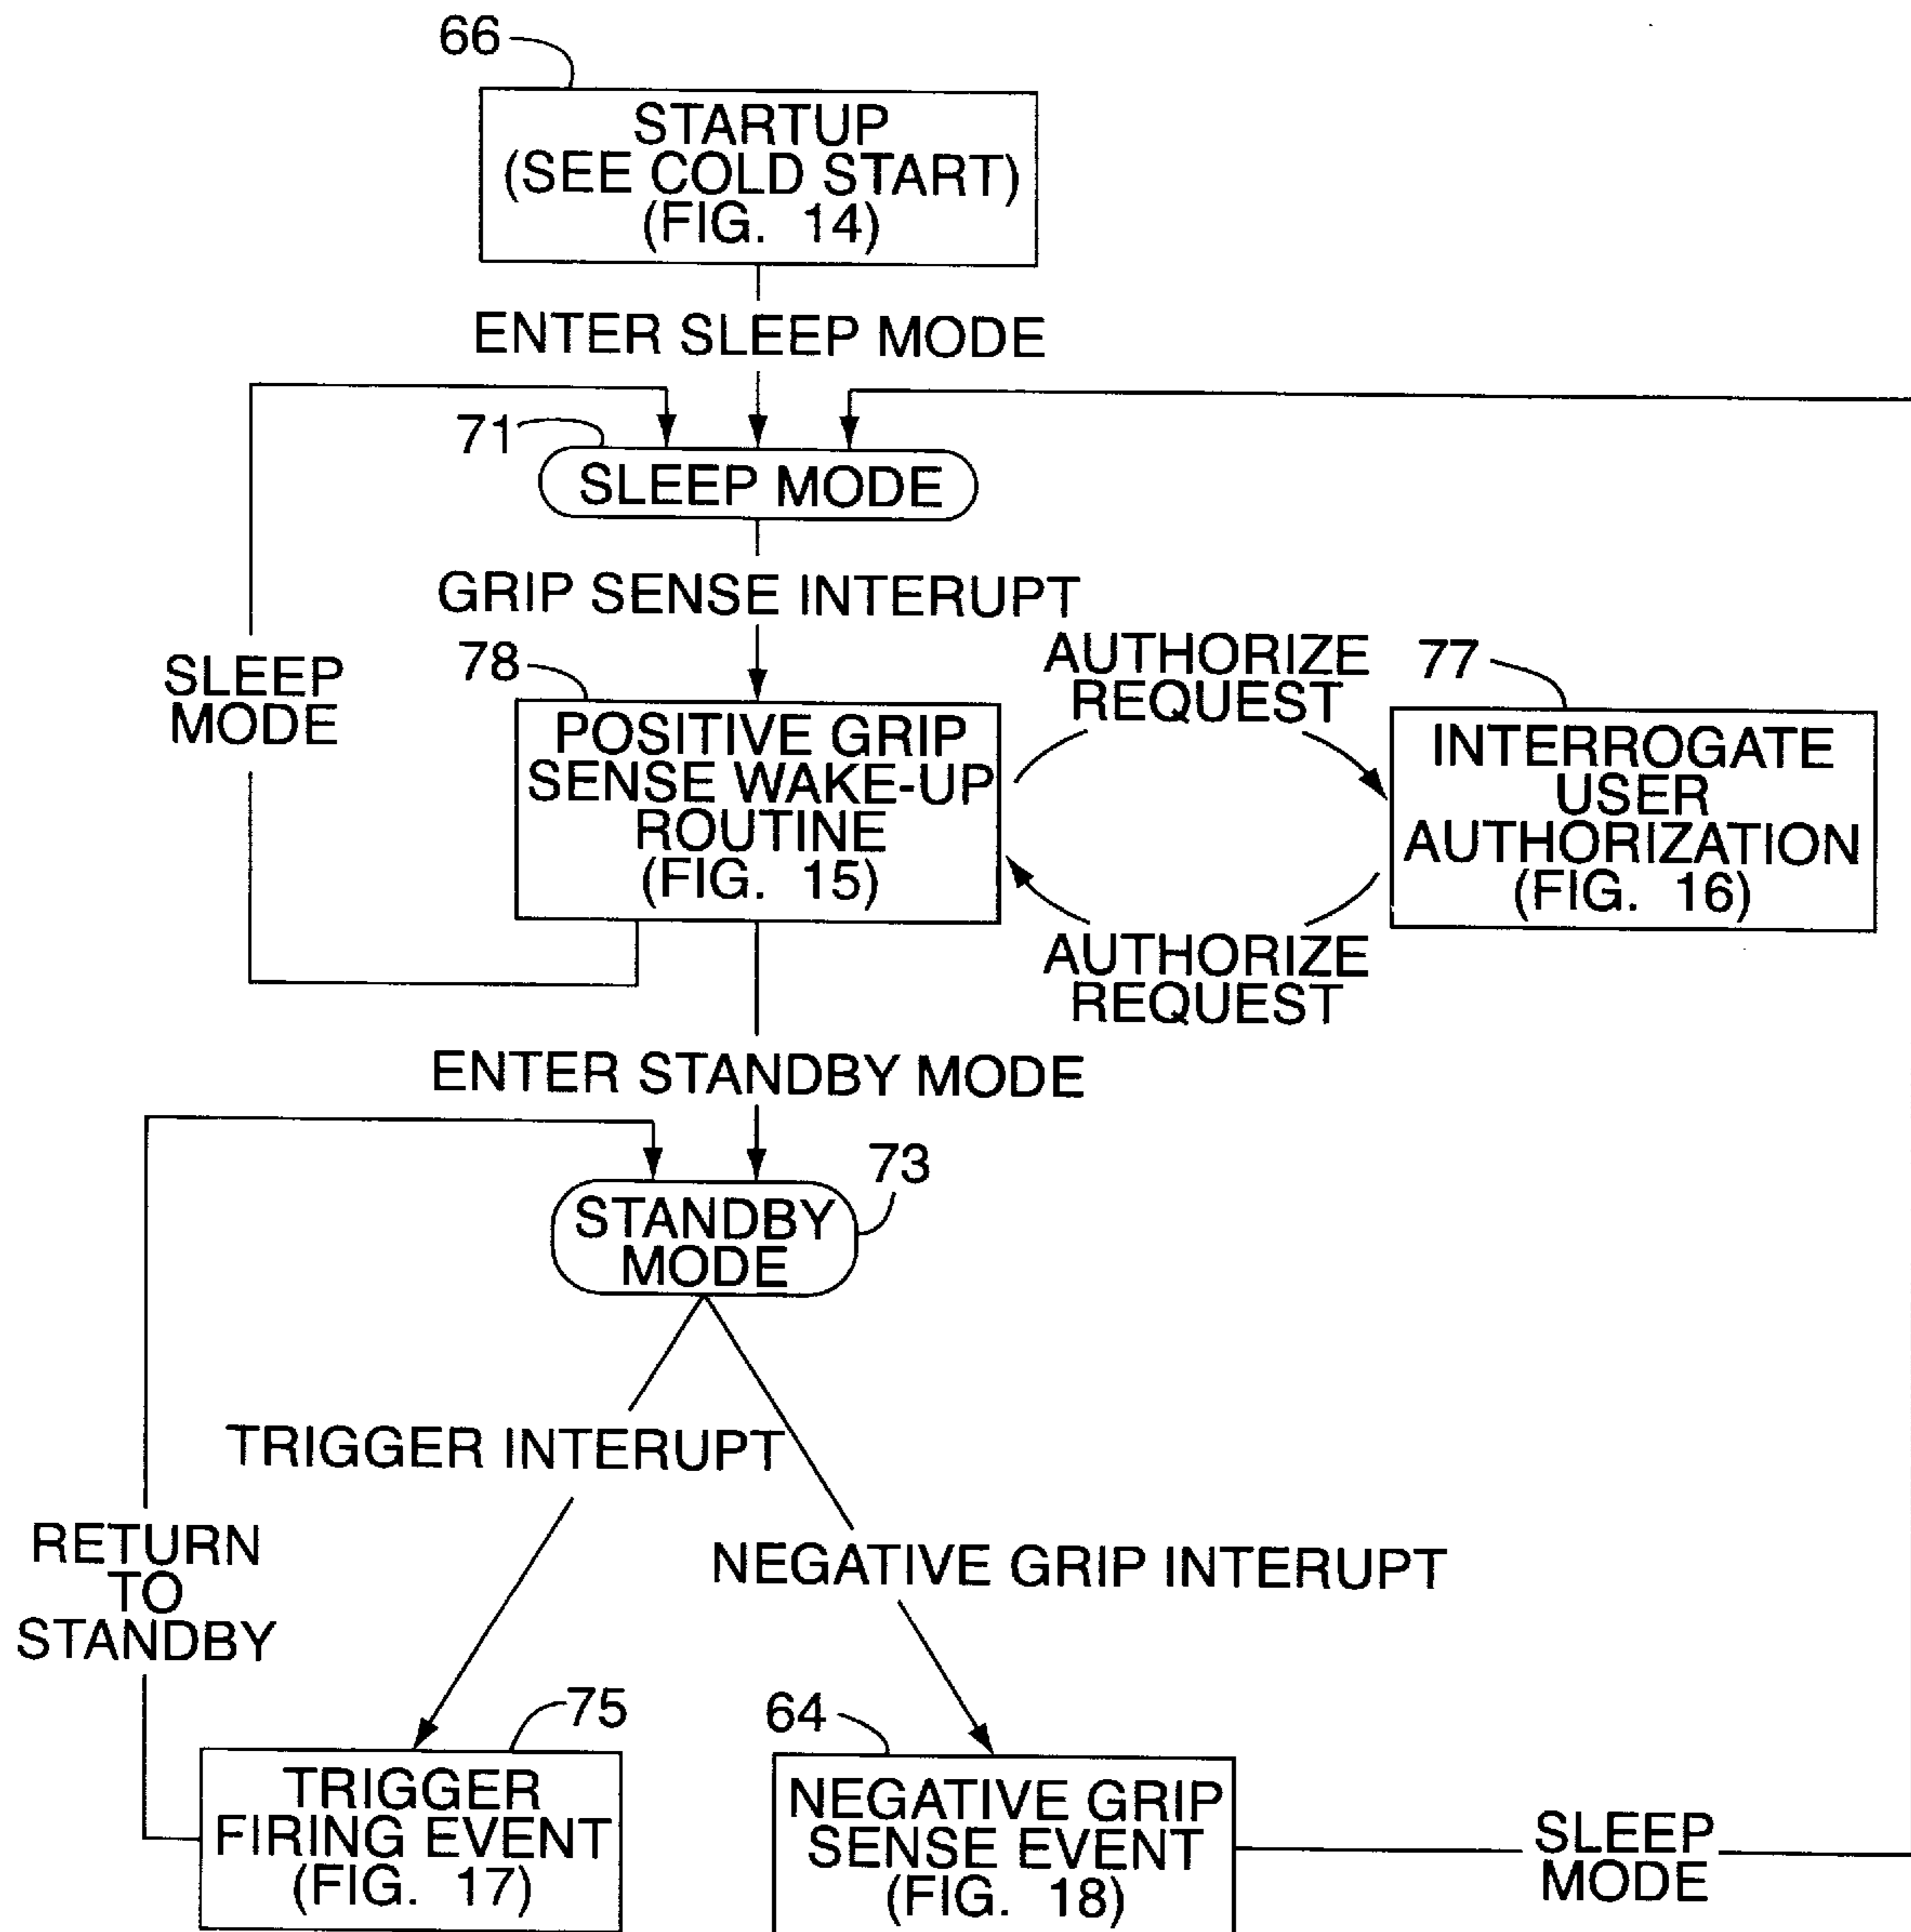 66
STARTUP
(SEE COLD START)
(FIG. 14)
ENTER SLEEP MODE
71
SLEEP MODE
GRIP SENSE INTERUPT
SLEEP
MODE
78
POSITIVE GRIP
SENSE WAKE-UP
ROUTINE
(FIG. 15)
AUTHORIZE
REQUEST
77
INTERROGATE
USER
AUTHORIZATION
(FIG. 16)
AUTHORIZE
REQUEST
ENTER STANDBY MODE
73
STANDBY
MODE
TRIGGER INTERUPT
NEGATIVE GRIP INTERUPT
RETURN
TO
STANDBY
75
TRIGGER
FIRING EVENT
(FIG. 17)
64
NEGATIVE GRIP
SENSE EVENT
(FIG. 18)
SLEEP
MODE